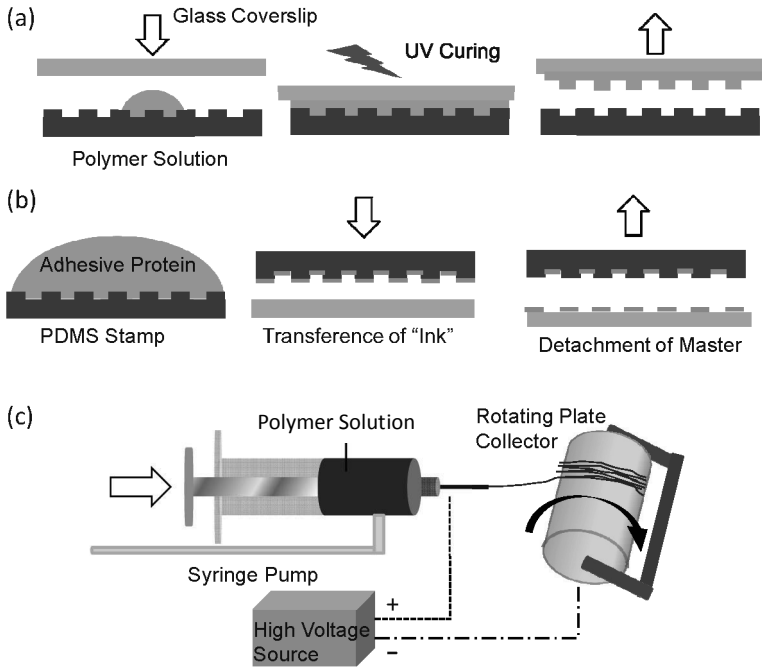 (a)
Glass Coverslip
UV Curing
Polymer Solution
(b)
Adhesive Protein
PDMS Stamp
Transference of “Ink”
Detachment of Master
(c)
Polymer Solution
Rotating Plate
Collector
Syringe Pump
+
High Voltage
Source
−